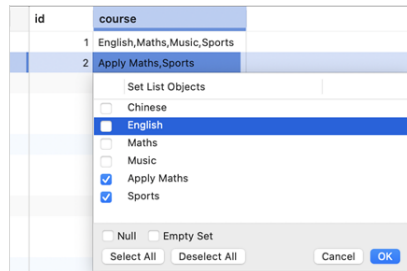 id course
1 English,Maths,Music,Sports
2 Apply Maths,Sports
Set List Objects
Chinese
English
Maths
Music
Apply Maths
Sports
Null Empty Set
Select All Deselect All Cancel OK